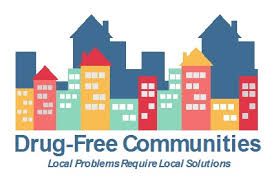 Drug-Free Communities
Local Problems Require Local Solutions